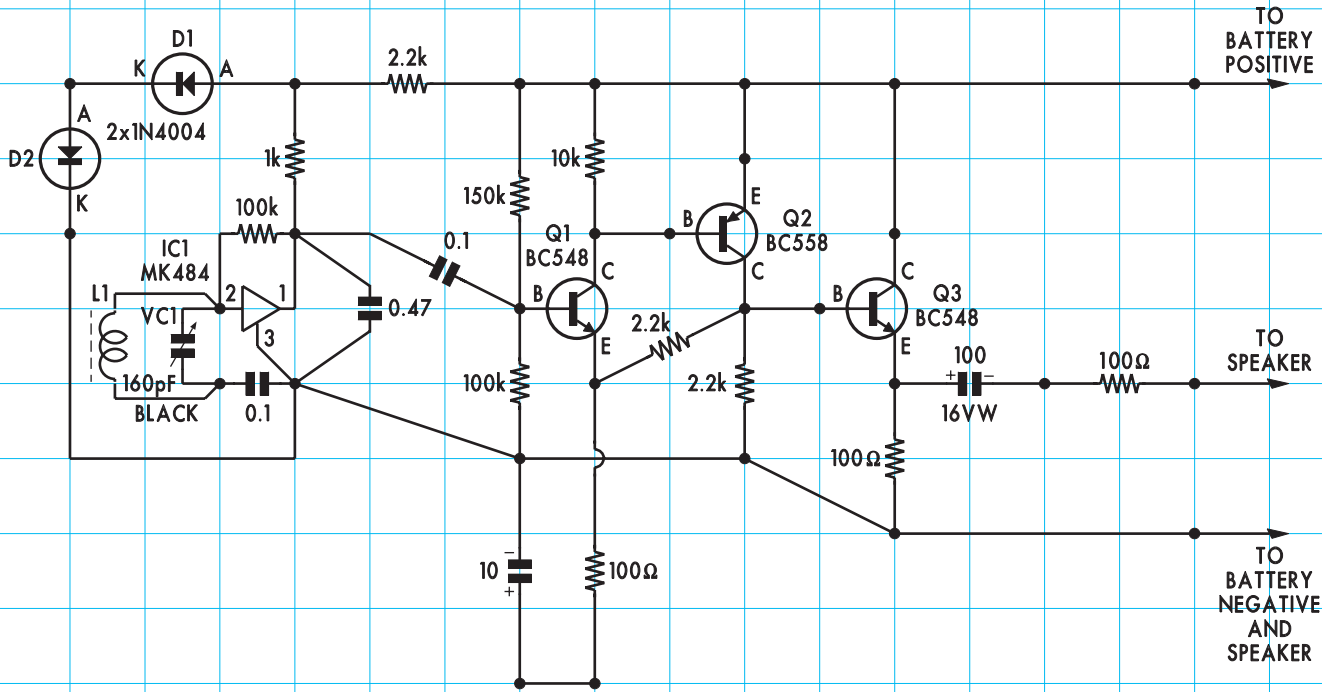 TO
BATTERY
POSITIVE
D1
K
A
2.2k
A
2x1N4004
D2
K
1k
10k
150k
100k
E
B
Q2
BC558
C
IC1
MK484
0.1
Q1
BC548
C
L1
VC1
2
1
3
0.47
B
E
2.2k
B
C
Q3
BC548
E
TO
SPEAKER
160pF
BLACK
0.1
100k
2.2k
100
+
−
16VW
100Ω
100Ω
−
10
+
100Ω
TO
BATTERY
NEGATIVE
AND
SPEAKER